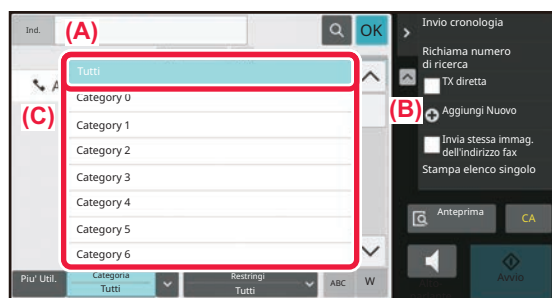 Ind.
(A)
OK
Tutti
A
(C)
Category 0
Category 1
Category 2
Category 3
Category 4
Category 5
Category 6
Piu' Util.
Categoria
Tutti
Restringi
Tutti
ABC
W
Invio cronologia
Richiama numero
di ricerca
TX diretta
(B)
Aggiungi Nuovo
Invia stessa immag.
dell'indirizzo fax
Stampa elenco singolo
Anteprima
CA
Avvio